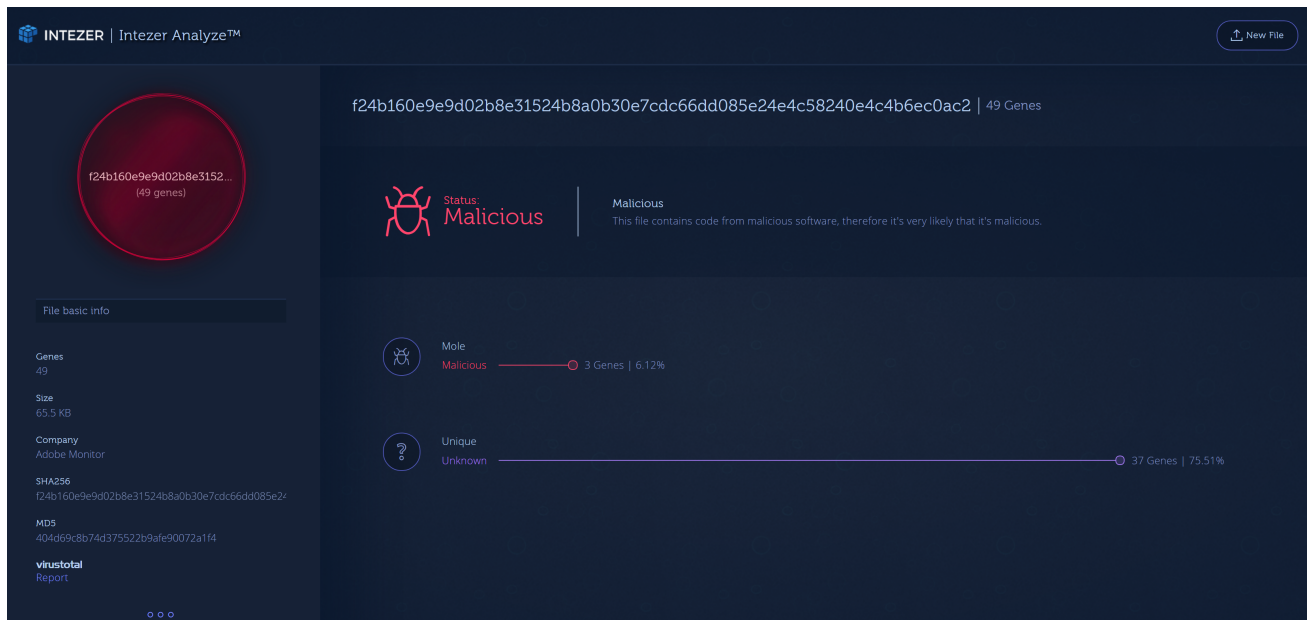 INTEZER | Intezer Analyze™
New File
f24b160e9e9d02b8e3152...
(49 genes)
File basic info
Genes
49
Size
65.5 KB
Company
Adobe Monitor
SHA256
f24b160e9e9d02b8e31524b8a0b30e7cdc66dd085e24
MD5
404d69c8b74d375522b9afe90072a1f4
virustotal
Report
f24b160e9e9d02b8e31524b8a0b30e7cdc66dd085e24e4c58240e4c4b6ec0ac2 | 49 Genes
Status:
Malicious
Malicious
This file contains code from malicious software, therefore it's very likely that it's malicious.
Mole
Malicious
3 Genes | 6.12%
?
Unique
Unknown
37 Genes | 75.51%